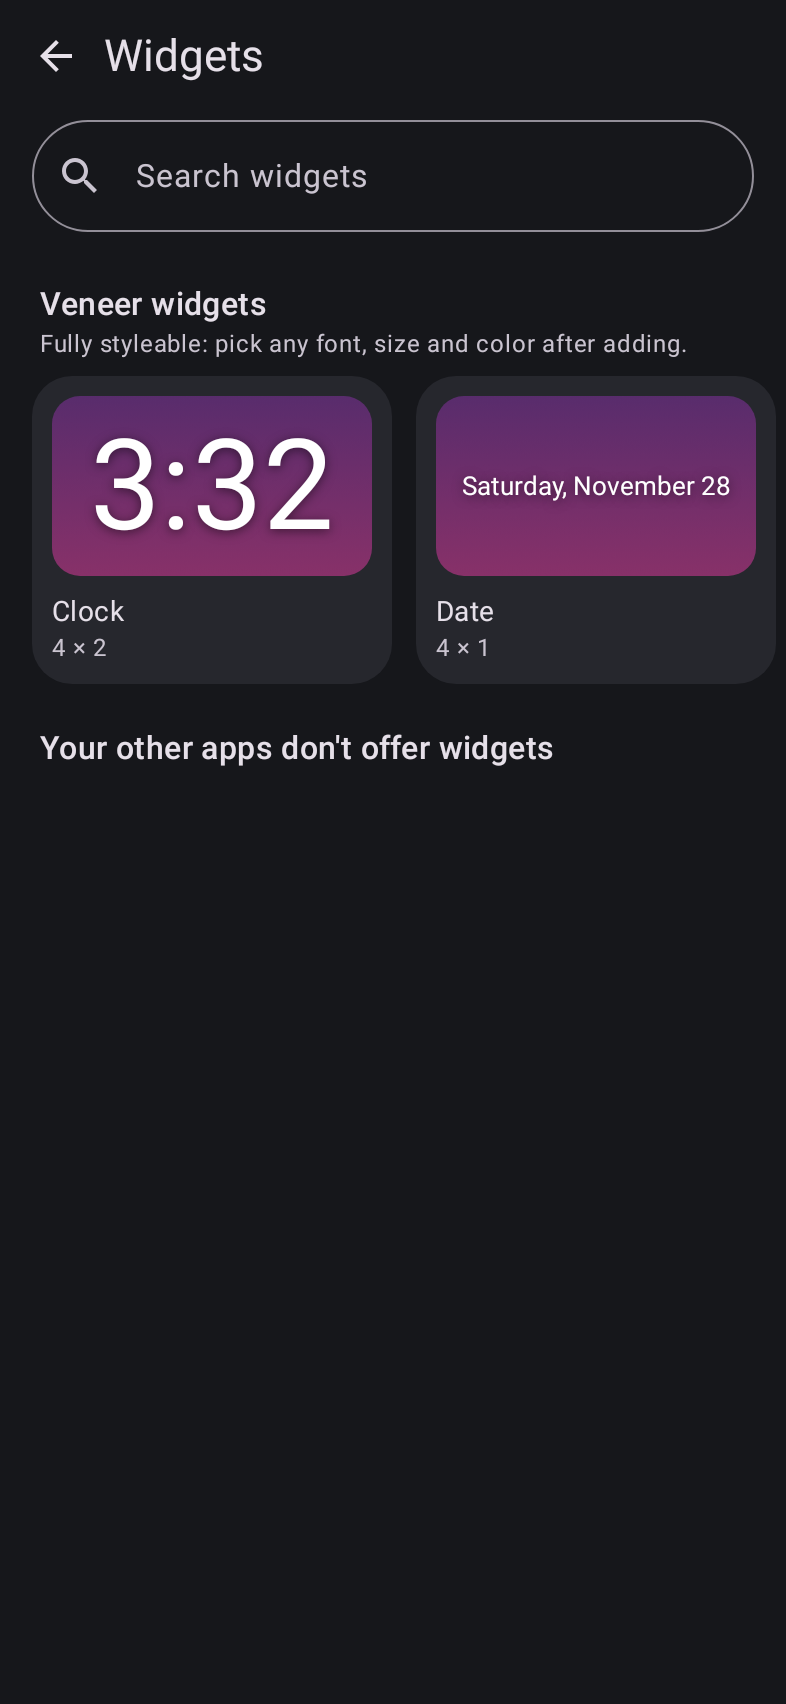 Widgets
Search widgets
Veneer widgets
Fully styleable: pick any font, size and color after adding.
3:32
Saturday, November 28
Clock
4 × 2
Date
4 × 1
Your other apps don't offer widgets